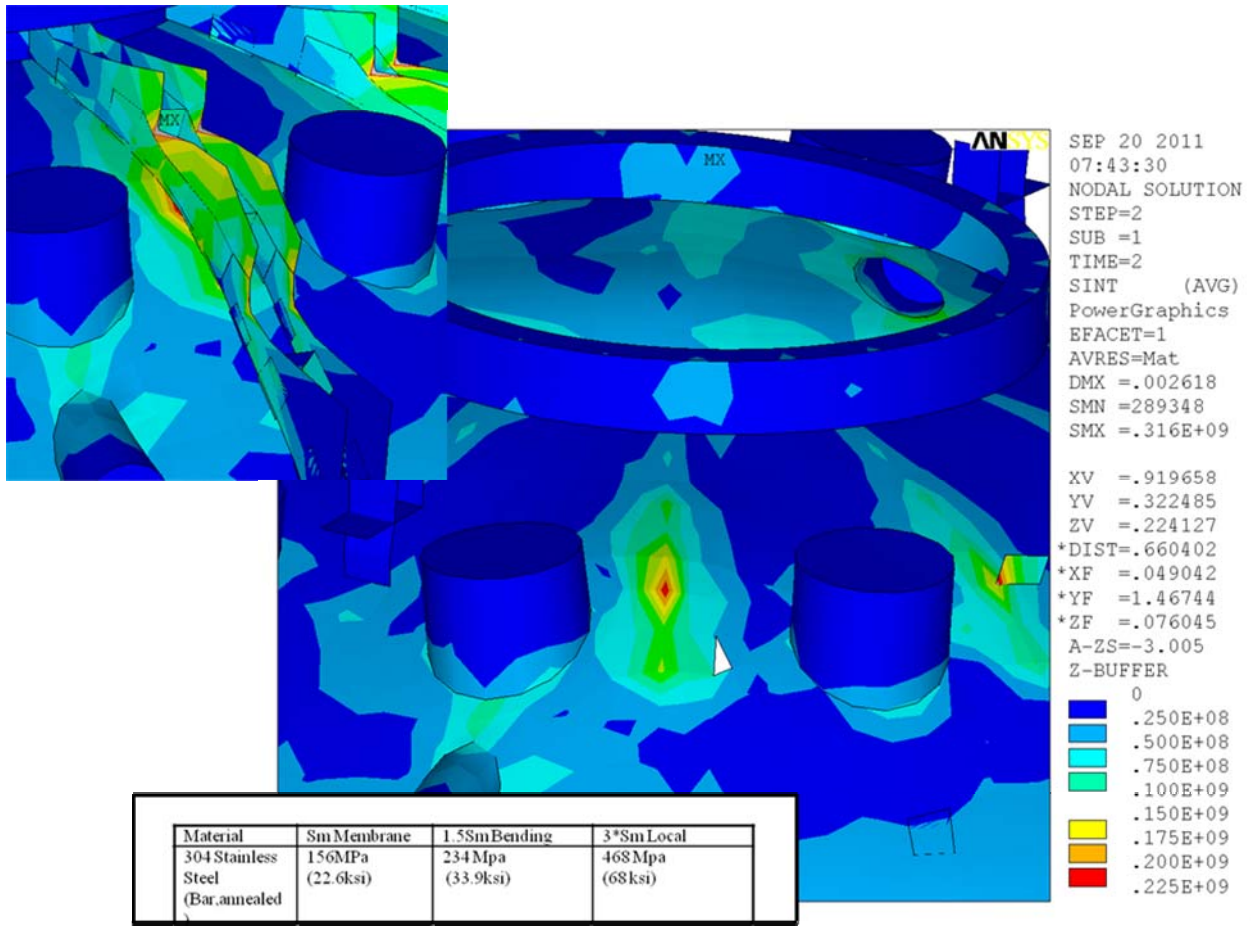 MX
MX
ANSYS
SEP 20 2011
07:43:30
NODAL SOLUTION
STEP=2
SUB =1
TIME=2
SINT (AVG)
PowerGraphics
EFACET=1
AVRES=Mat
DMX =.002618
SMN =289348
SMX =.316E+09
XV =.919658
YV =.322485
ZV =.224127
*DIST=.660402
*XF =.049042
*YF =1.46744
*ZF =.076045
A-ZS=-3.005
Z-BUFFER
0
.250E+08
.500E+08
.750E+08
.100E+09
.150E+09
.175E+09
.200E+09
.225E+09
Material Sm Membrane 1.5Sm Bending 3*Sm Local
304 Stainless 156MPa 234 Mpa 468 Mpa
Steel (22.6ksi) (33.9ksi) (68 ksi)
(Bar,annealed
)